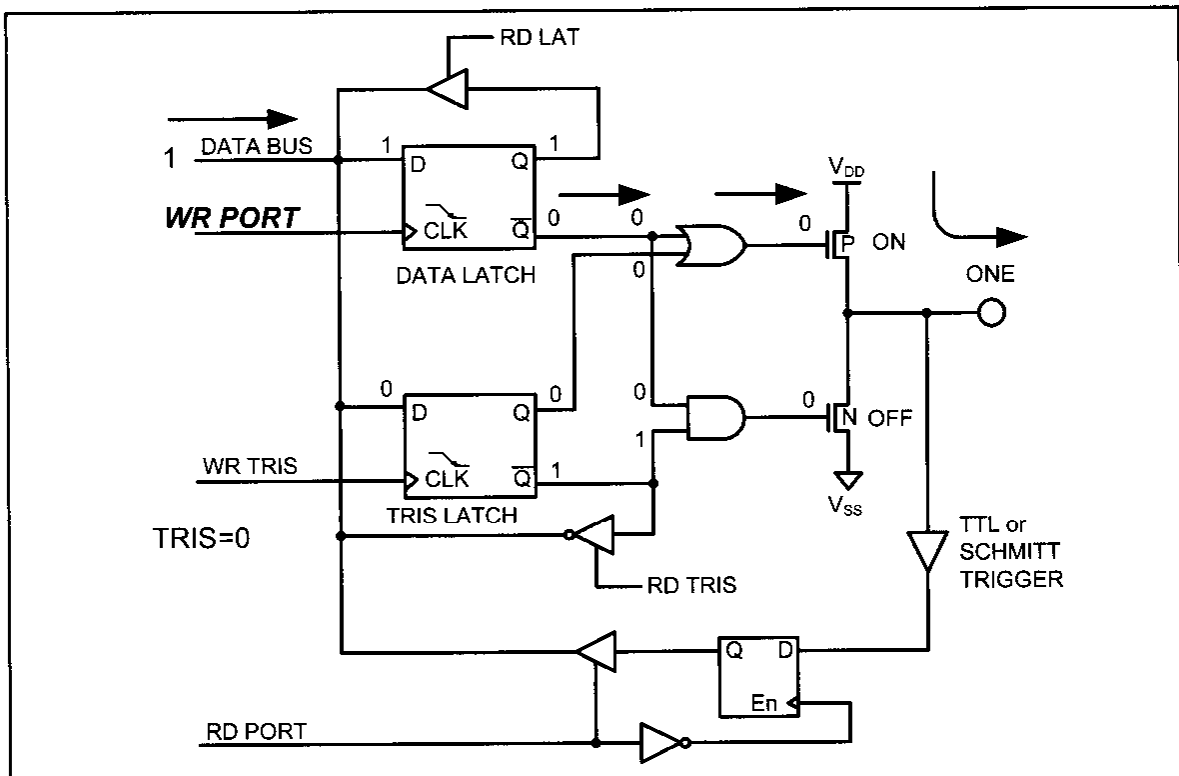 RD LAT
1 DATA BUS
1
D
Q
1
WR PORT
CLK
Q̅
0
0
0
DATA LATCH
V_DD
0
P
ON
ONE
0
D
Q
0
0
1
0
N
OFF
WR TRIS
CLK
Q̅
1
TRIS LATCH
V_SS
TRIS=0
RD TRIS
TTL or
SCHMITT
TRIGGER
Q
D
En
RD PORT